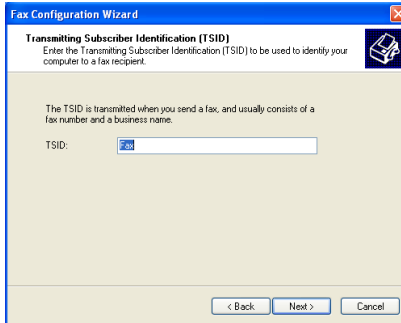 Fax Configuration Wizard
Transmitting Subscriber Identification (TSID)
Enter the Transmitting Subscriber Identification (TSID) to be used to identify your
computer to a fax recipient.
The TSID is transmitted when you send a fax, and usually consists of a
fax number and a business name.
TSID: Fax
< Back Next > Cancel